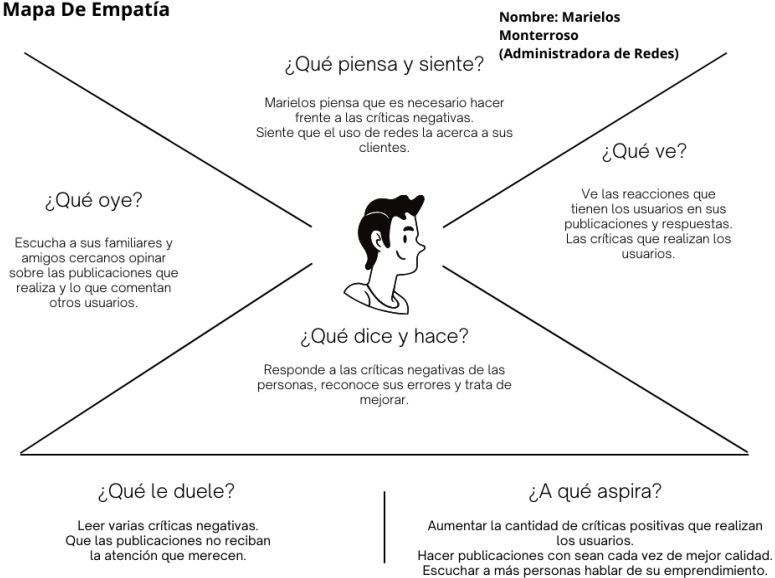 Mapa De Empatía
Nombre: Marielos
Monterroso
(Administradora de Redes)
¿Qué piensa y siente?
Marielos piensa que es necesario hacer
frente a las críticas negativas.
Siente que el uso de redes la acerca a sus
clientes.
¿Qué ve?
Ve las reacciones que
tienen los usuarios en sus
publicaciones y respuestas.
Las críticas que realizan los
usuarios.
¿Qué oye?
Escucha a sus familiares y
amigos cercanos opinar
sobre las publicaciones que
realiza y lo que comentan
otros usuarios.
¿Qué dice y hace?
Responde a las críticas negativas de las
personas, reconoce sus errores y trata de
mejorar.
¿Qué le duele?
Leer varias críticas negativas.
Que las publicaciones no reciban
la atención que merecen.
¿A qué aspira?
Aumentar la cantidad de críticas positivas que realizan
los usuarios.
Hacer publicaciones con sean cada vez de mejor calidad.
Escuchar a más personas hablar de su emprendimiento.